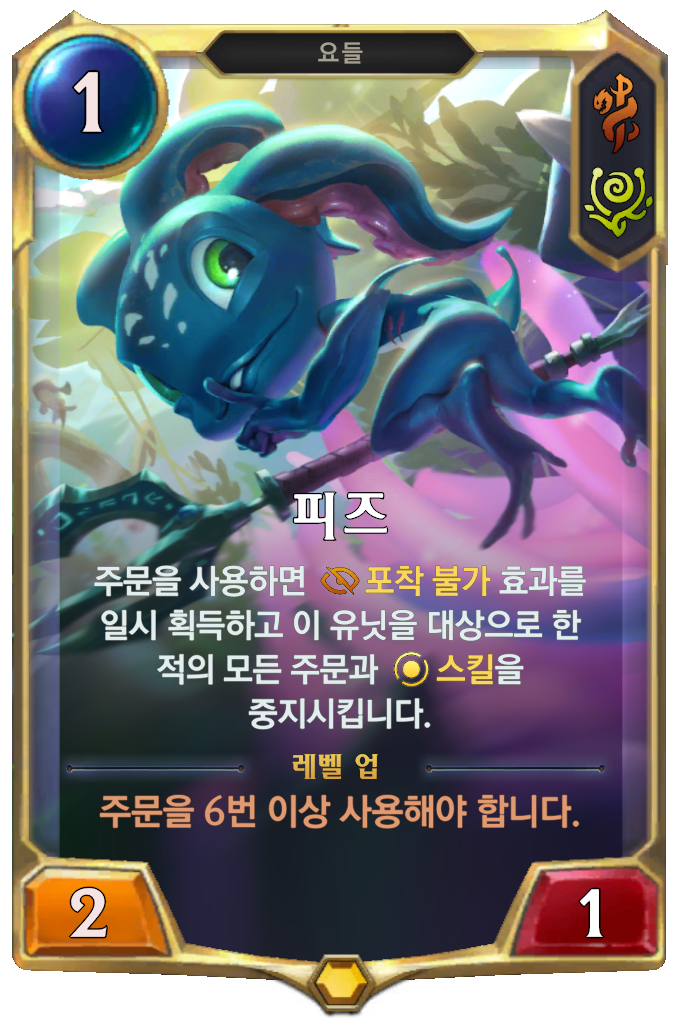 요들
1
피즈
주문을 사용하면 포착 불가 효과를
일시 획득하고 이 유닛을 대상으로 한
적의 모든 주문과 스킬을
중지시킵니다.
레벨 업
주문을 6번 이상 사용해야 합니다.
2
1